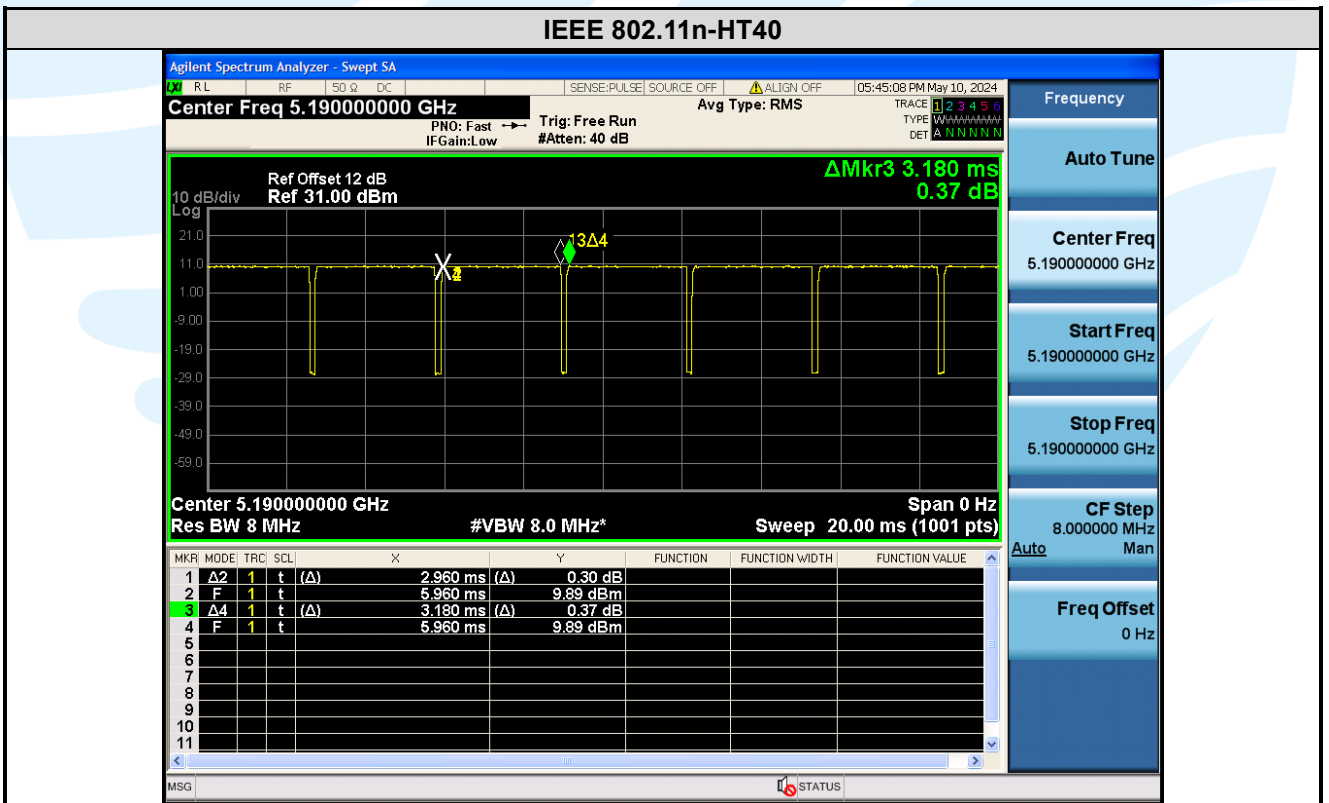 IEEE 802.11n-HT40
Agilent Spectrum Analyzer - Swept SA
LXI RL RF 50 Ω DC SENSE:PULSE SOURCE OFF ALIGN OFF 05:45:08 PM May 10, 2024
Center Freq 5.190000000 GHz
PNO: Fast
IFGain:Low
Trig: Free Run
#Atten: 40 dB
Avg Type: RMS
TRACE 1 2 3 4 5 6
TYPE W
DET A N N N N N
Frequency
Auto Tune
Center Freq
5.190000000 GHz
Start Freq
5.190000000 GHz
Stop Freq
5.190000000 GHz
CF Step
8.000000 MHz
Auto Man
Freq Offset
0 Hz
ΔMkr3 3.180 ms
0.37 dB
Ref Offset 12 dB
10 dB/div Ref 31.00 dBm
Log
21.0
11.0
1.00
-9.00
-19.0
-29.0
-39.0
-49.0
-59.0
13Δ4
Center 5.190000000 GHz Span 0 Hz
Res BW 8 MHz #VBW 8.0 MHz* Sweep 20.00 ms (1001 pts)
MKR MODE TRC SCL X Y FUNCTION FUNCTION WIDTH FUNCTION VALUE
1 Δ2 1 t (Δ) 2.960 ms (Δ) 0.30 dB
2 F 1 t 5.960 ms 9.89 dBm
3 Δ4 1 t (Δ) 3.180 ms (Δ) 0.37 dB
4 F 1 t 5.960 ms 9.89 dBm
5
6
7
8
9
10
11
MSG STATUS